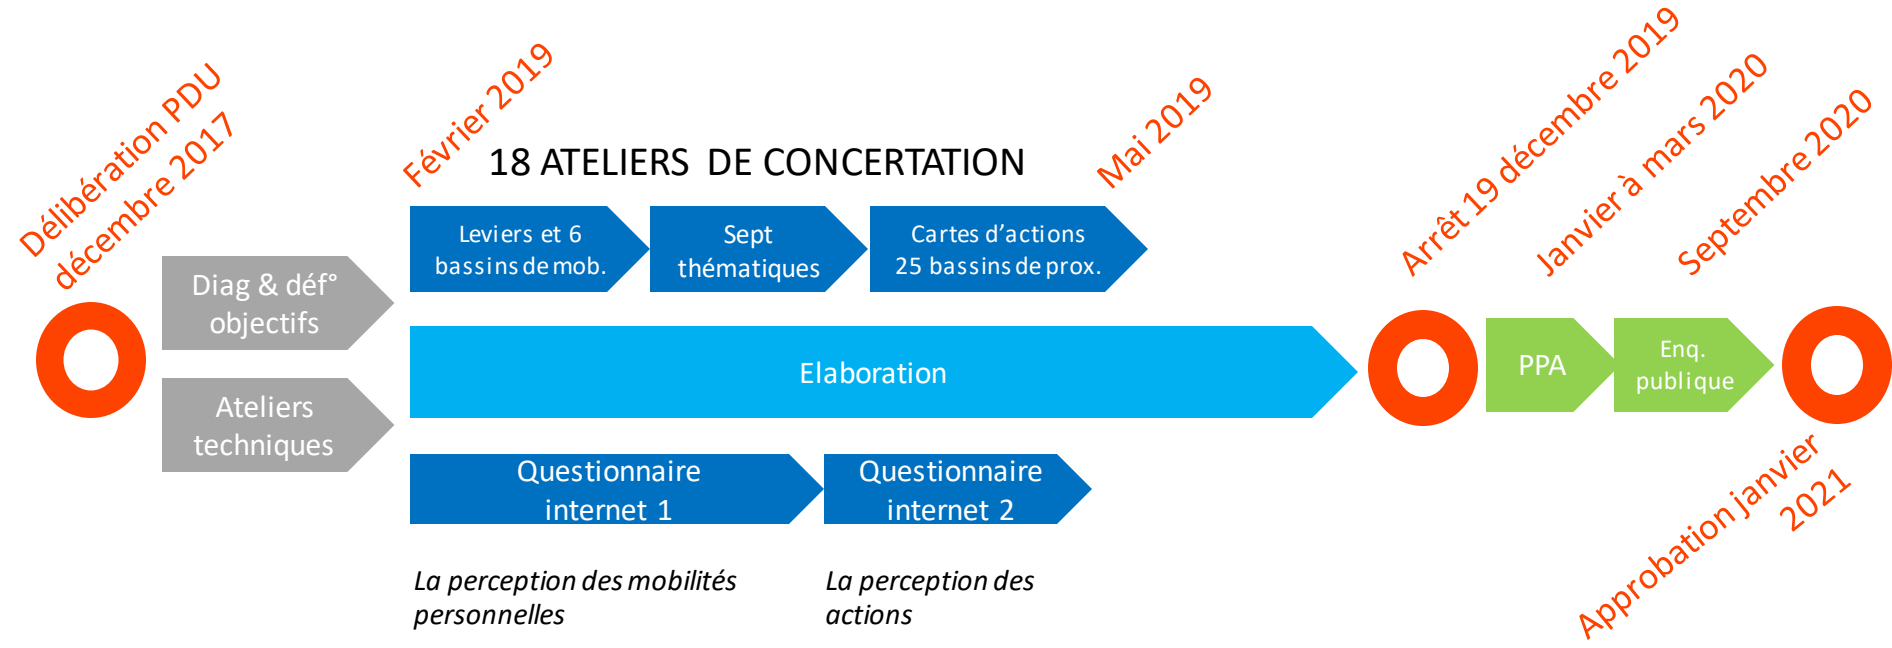 Délibération PDU
décembre 2017
Février 2019
18 ATELIERS DE CONCERTATION
Mai 2019
Arrêt 19 décembre 2019
Janvier à mars 2020
Septembre 2020
Diag & déf°
objectifs
Ateliers
techniques
Leviers et 6
bassins de mob.
Sept
thématiques
Cartes d’actions
25 bassins de prox.
Elaboration
PPA
Enq.
publique
Questionnaire
internet 1
Questionnaire
internet 2
La perception des mobilités
personnelles
La perception des
actions
Approbation janvier
2021